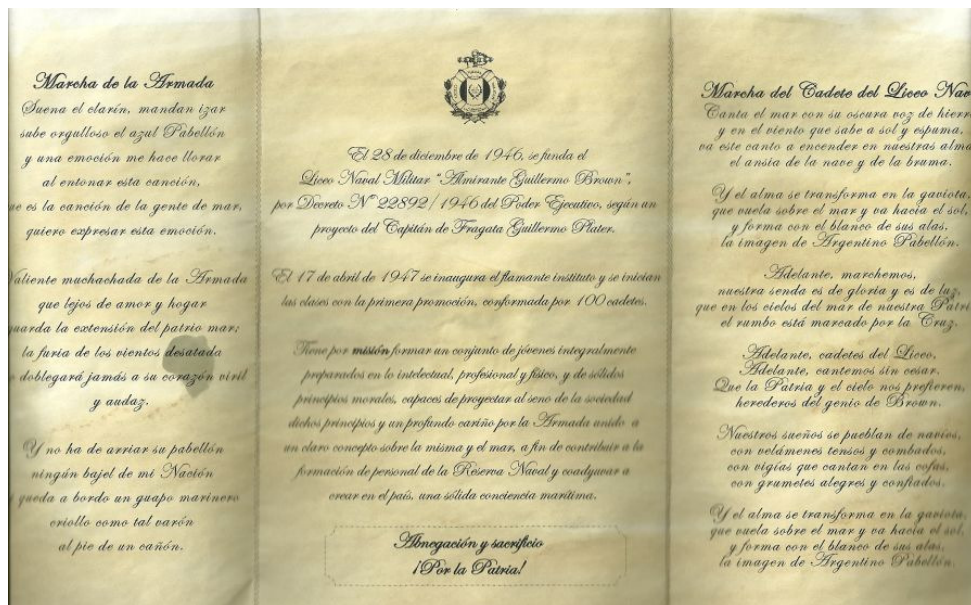 Marcha de la Armada
Suena el clarín, mandan izar
sube orgulloso el azul Pabellón
y una emoción me hace llorar
al entonar esta canción,
es la canción de la gente de mar,
quiero expresar esta emoción.
Valiente muchachada de la Armada
que lejos de amor y hogar
guarda la extensión del patrio mar;
la furia de los vientos desatada
doblegará jamás a su corazón viril
y audaz.
Y no ha de arriar su pabellón
ningún bajel de mi Nación
queda a bordo un guapo marinero
criollo como tal varón
al pie de un cañón.
El 28 de diciembre de 1946, se funda el
Liceo Naval Militar "Almirante Guillermo Brown",
por Decreto Nº 22892/1946 del Poder Ejecutivo, según un
proyecto del Capitán de Fragata Guillermo Plater.
El 17 de abril de 1947 se inaugura el flamante instituto y se inician
las clases con la primera promoción, conformada por 100 cadetes.
Tiene por misión formar un conjunto de jóvenes integralmente
preparados en lo intelectual, profesional y físico, y de sólidos
principios morales, capaces de proyectar al seno de la sociedad
dichos principios y un profundo cariño por la Armada unido a
un claro concepto sobre la misma y el mar, a fin de contribuir a la
formación de personal de la Reserva Naval y coadyuvar a
crear en el país, una sólida conciencia marítima.
Abnegación y sacrificio
¡Por la Patria!
Marcha del Cadete del Liceo Nav
Canta el mar con su oscura voz de hierro
y en el viento que sabe a sol y espuma,
va este canto a encender en nuestras alma
el ansia de la nave y de la bruma.
Y el alma se transforma en la gaviota,
que vuela sobre el mar y va hacia el sol,
y forma con el blanco de sus alas,
la imagen de Argentino Pabellón.
Adelante, marchemos,
nuestra senda es de gloria y es de luz,
que en los cielos del mar de nuestra Patri
el rumbo está marcado por la Cruz.
Adelante, cadetes del Liceo,
Adelante, cantemos sin cesar.
Que la Patria y el cielo nos prefieren,
herederos del genio de Brown.
Nuestros sueños se pueblan de navíos,
con velámenes tensos y combados,
con vigías que cantan en las cofas,
con grumetes alegres y confiados.
Y el alma se transforma en la gaviota,
que vuela sobre el mar y va hacia el sol,
y forma con el blanco de sus alas,
la imagen de Argentino Pabellón.